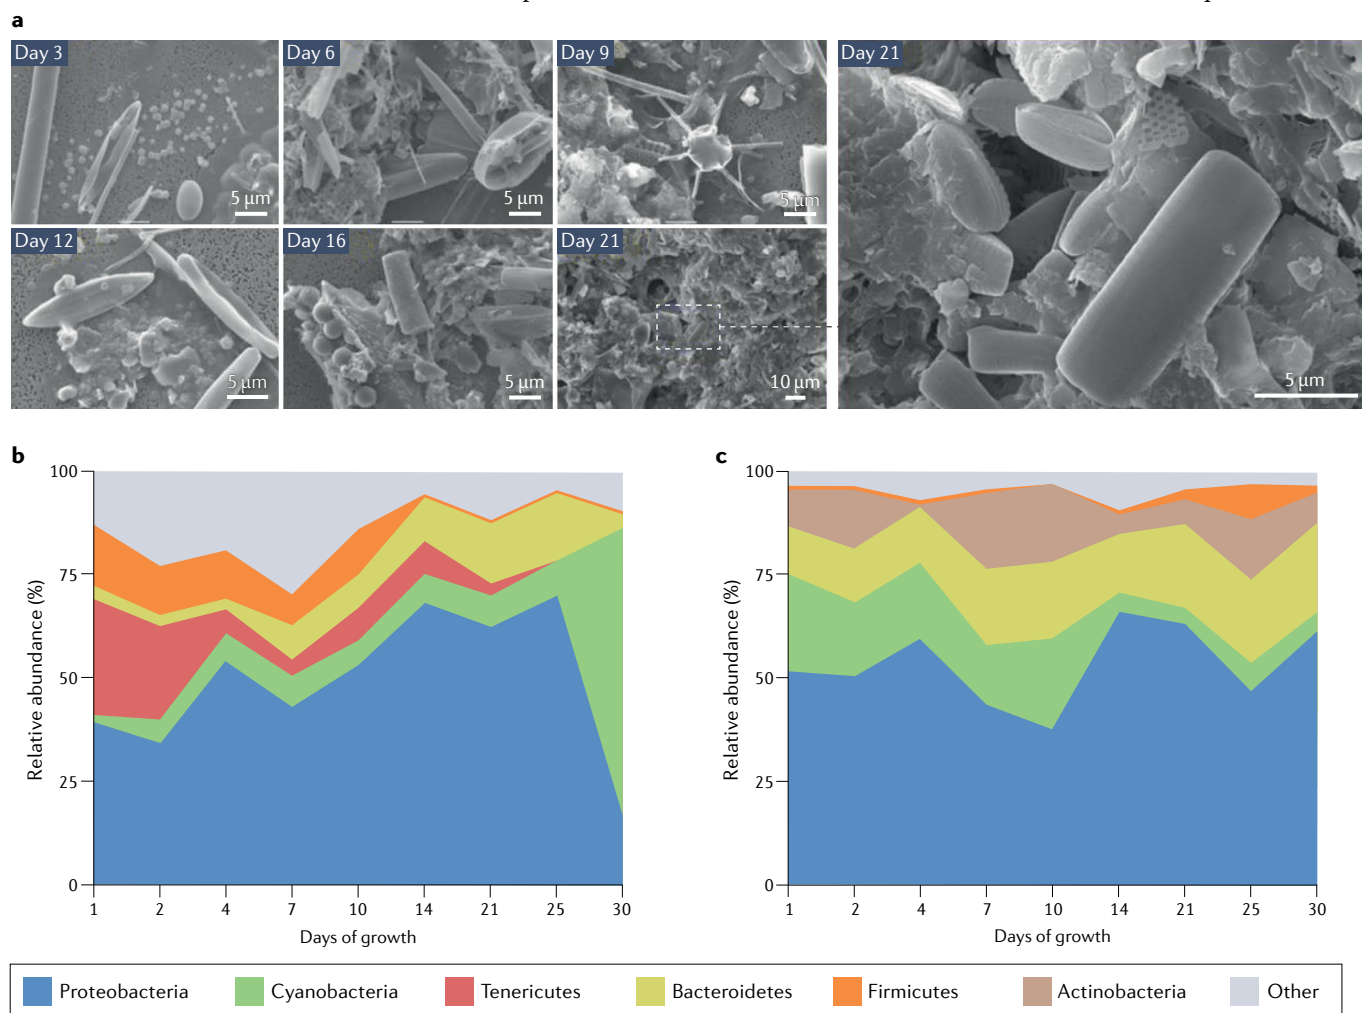 a
Day 3
5 µm
Day 6
5 µm
Day 9
5 µm
Day 21
5 µm
Day 12
5 µm
Day 16
5 µm
Day 21
10 µm
b
Relative abundance (%)
100
75
50
25
0
1 2 4 7 10 14 21 25 30
Days of growth
c
Relative abundance (%)
100
75
50
25
0
1 2 4 7 10 14 21 25 30
Days of growth
Proteobacteria Cyanobacteria Tenericutes Bacteroidetes Firmicutes Actinobacteria Other